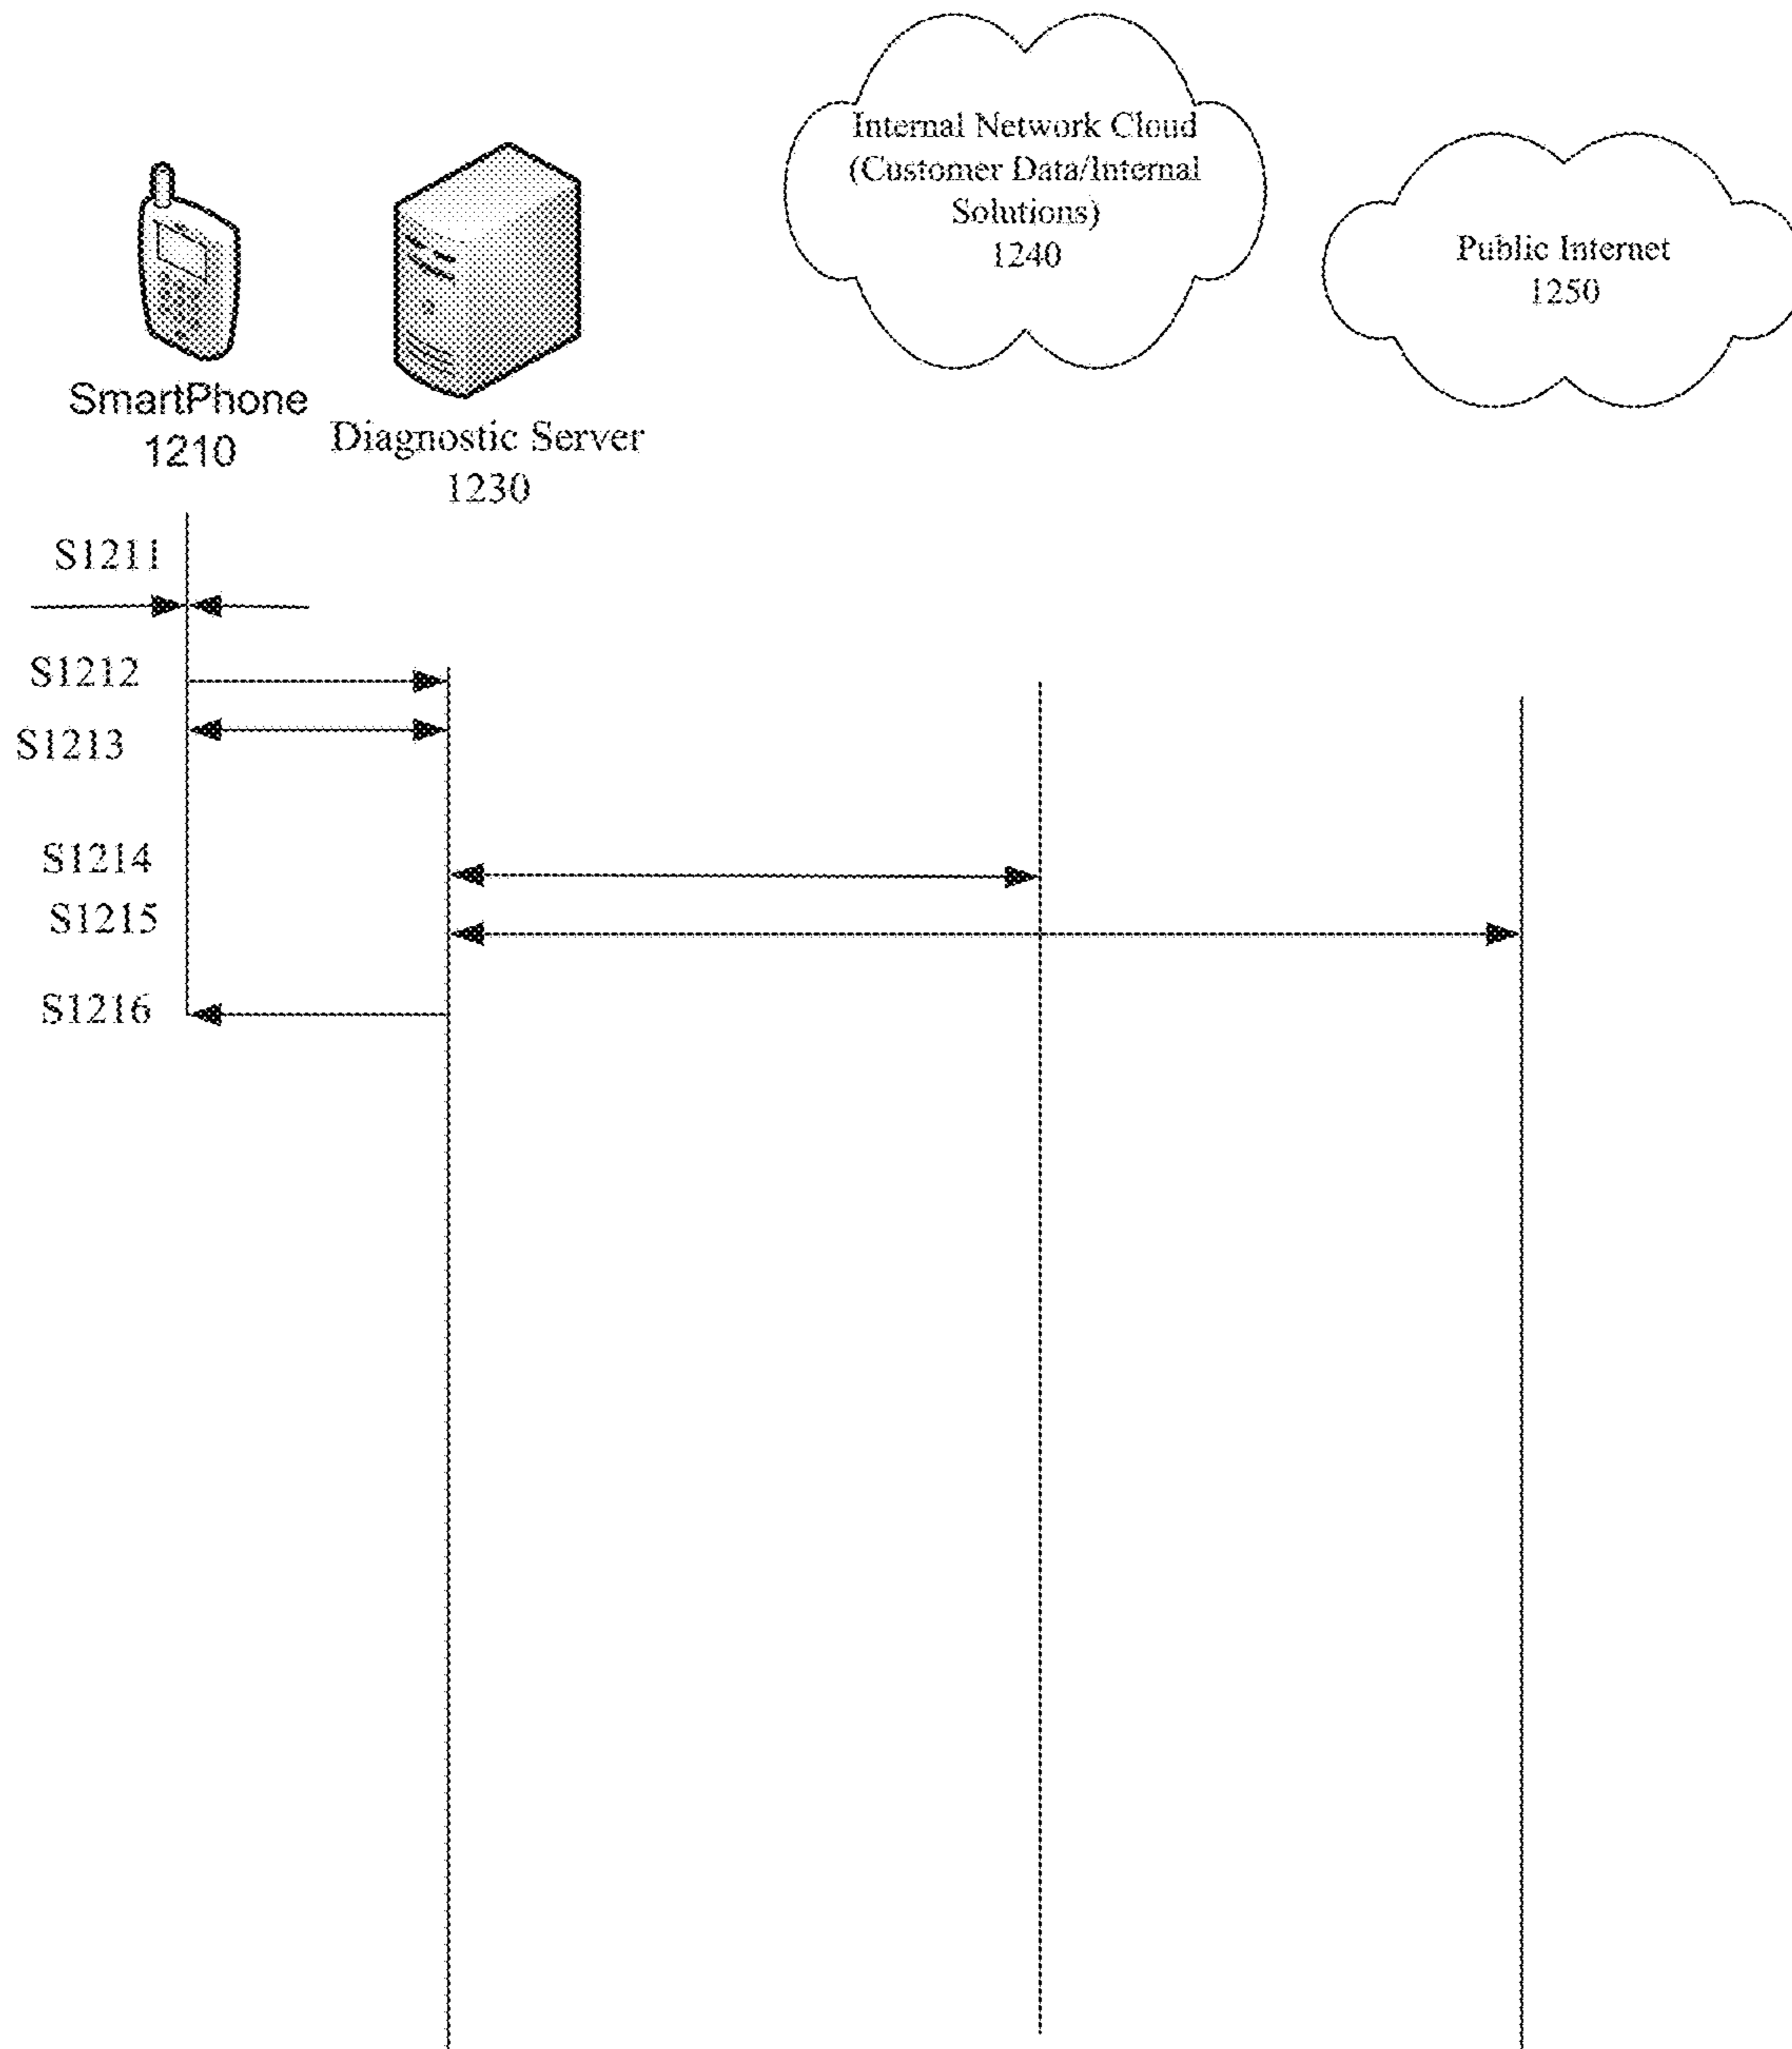 Internal Network Cloud
(Customer Data/Internal
Solutions)
1240
Public Internet
1250
SmartPhone
1210
Diagnostic Server
1230
S1211
S1212
S1213
S1214
S1215
S1216